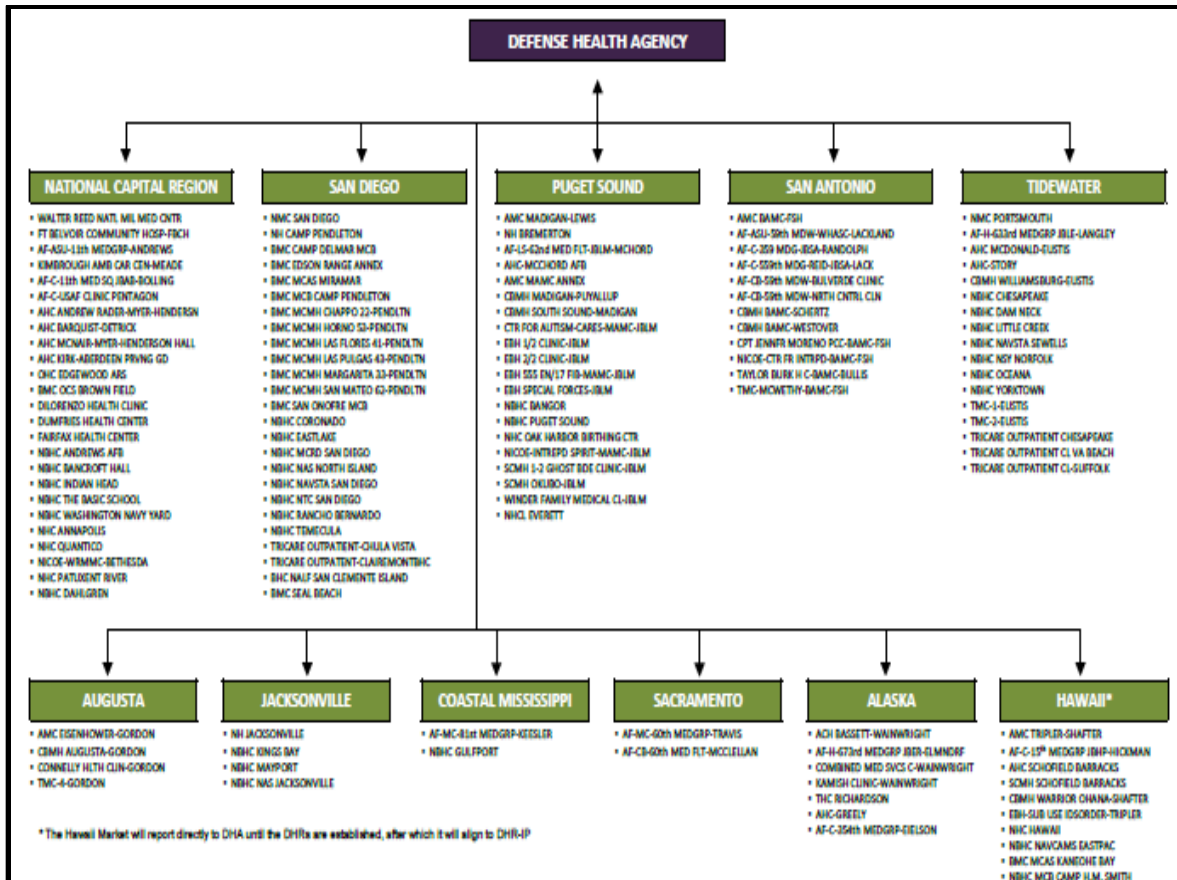 DEFENSE HEALTH AGENCY
NATIONAL CAPITAL REGION
WALTER REED NATL MIL MED CNTR
FT BELVOIR COMMUNITY HOSP-FBCH
AF-ASU-11th MEDGRP-ANDREWS
KIMBROUGH AMB CAR CEN-MEADE
AF-C-11th MED SQ JBAB-BOLLING
AF-C-USAF CLINIC PENTAGON
AHC ANDREW RADER-MYER-HENDERSN
AHC BARQUIST-DETRICK
AHC MCNAIR-MYER-HENDERSON HALL
AHC KIRK-ABERDEEN PRVNG GD
OHC EDGEWOOD ARS
BMC OCS BROWN FIELD
DILORENZO HEALTH CLINIC
DUMFRIES HEALTH CENTER
FAIRFAX HEALTH CENTER
NBHC ANDREWS AFB
NBHC BANCROFT HALL
NBHC INDIAN HEAD
NBHC THE BASIC SCHOOL
NBHC WASHINGTON NAVY YARD
NHC ANNAPOLIS
NHC QUANTICO
NICOE-WRMMC-BETHESDA
NHC PATUXENT RIVER
NBHC DAHLGREN
SAN DIEGO
NMC SAN DIEGO
NH CAMP PENDLETON
BMC CAMP DELMAR MCB
BMC EDSON RANGE ANNEX
BMC MCAS MIRAMAR
BMC MCB CAMP PENDLETON
BMC MCMH CHAPPO 22-PENDLTN
BMC MCMH HORNO 53-PENDLTN
BMC MCMH LAS FLORES 41-PENDLTN
BMC MCMH LAS PULGAS 43-PENDLTN
BMC MCMH MARGARITA 33-PENDLTN
BMC MCMH SAN MATEO 62-PENDLTN
BMC SAN ONOFRE MCB
NBHC CORONADO
NBHC EASTLAKE
NBHC MCRD SAN DIEGO
NBHC NAS NORTH ISLAND
NBHC NAVSTA SAN DIEGO
NBHC NTC SAN DIEGO
NBHC RANCHO BERNARDO
NBHC TEMECULA
TRICARE OUTPATIENT-CHULA VISTA
TRICARE OUTPATIENT-CLAIREMONTBHC
BHC NALF SAN CLEMENTE ISLAND
BMC SEAL BEACH
PUGET SOUND
AMC MADIGAN-LEWIS
NH BREMERTON
AF-LS-62nd MED FLT-JBLM-MCHORD
AHC-MCCHORD AFB
AMC MAMC ANNEX
CBMH MADIGAN-PUYALLUP
CBMH SOUTH SOUND-MADIGAN
CTR FOR AUTISM-CARES-MAMC-JBLM
EBH 1/2 CLINIC-JBLM
EBH 2/2 CLINIC-JBLM
EBH 555 EN/17 FIB-MAMC-JBLM
EBH SPECIAL FORCES-JBLM
NBHC BANGOR
NBHC PUGET SOUND
NHC OAK HARBOR BIRTHING CTR
NICOE-INTREPD SPIRIT-MAMC-JBLM
SCMH 1-2 GHOST BDE CLINIC-JBLM
SCMH OKUBO-JBLM
WINDER FAMILY MEDICAL CL-JBLM
NHCL EVERETT
SAN ANTONIO
AMC BAMC-FSH
AF-ASU-59th MDW-WHASC-LACKLAND
AF-C-359 MDG-JBSA-RANDOLPH
AF-C-559th MDG-REID-JBSA-LACK
AF-CB-59th MDW-BULVERDE CLINIC
AF-CB-59th MDW-NRTH CNTRL CLN
CBMH BAMC-SCHERTZ
CBMH BAMC-WESTOVER
CPT JENNFR MORENO PCC-BAMC-FSH
NICOE-CTR FR INTRPD-BAMC-FSH
TAYLOR BURK H C-BAMC-BULLIS
TMC-MCWETHY-BAMC-FSH
TIDEWATER
NMC PORTSMOUTH
AF-H-633rd MEDGRP JBLE-LANGLEY
AHC MCDONALD-EUSTIS
AHC-STORY
CBMH WILLIAMSBURG-EUSTIS
NBHC CHESAPEAKE
NBHC DAM NECK
NBHC LITTLE CREEK
NBHC NAVSTA SEWELLS
NBHC NSY NORFOLK
NBHC OCEANA
NBHC YORKTOWN
TMC-1-EUSTIS
TMC-2-EUSTIS
TRICARE OUTPATIENT CHESAPEAKE
TRICARE OUTPATIENT CL VA BEACH
TRICARE OUTPATIENT CL-SUFFOLK
AUGUSTA
AMC EISENHOWER-GORDON
CBMH AUGUSTA-GORDON
CONNELLY HLTH CLIN-GORDON
TMC-4-GORDON
JACKSONVILLE
NH JACKSONVILLE
NBHC KINGS BAY
NBHC MAYPORT
NBHC NAS JACKSONVILLE
COASTAL MISSISSIPPI
AF-MC-81st MEDGRP-KEESLER
NBHC GULFPORT
SACRAMENTO
AF-MC-60th MEDGRP-TRAVIS
AF-CB-60th MED FLT-MCCLELLAN
ALASKA
ACH BASSETT-WAINWRIGHT
AF-H-673rd MEDGRP JBER-ELMNDRF
COMBINED MED SVCS C-WAINWRIGHT
KAMISH CLINIC-WAINWRIGHT
THC RICHARDSON
AHC-GREELY
AF-C-354th MEDGRP-EIELSON
HAWAII*
AMC TRIPLER-SHAFTER
AF-C-15th MEDGRP JBHP-HICKMAN
AHC SCHOFIELD BARRACKS
SCMH SCHOFIELD BARRACKS
CBMH WARRIOR OHANA-SHAFTER
EBH-SUB USE IDSORDER-TRIPLER
NHC HAWAII
NBHC NAVCAMS EASTPAC
BMC MCAS KANEOHE BAY
NBHC MCB CAMP H.M. SMITH
* The Hawaii Market will report directly to DHA until the DHRs are established, after which it will align to DHR-IP